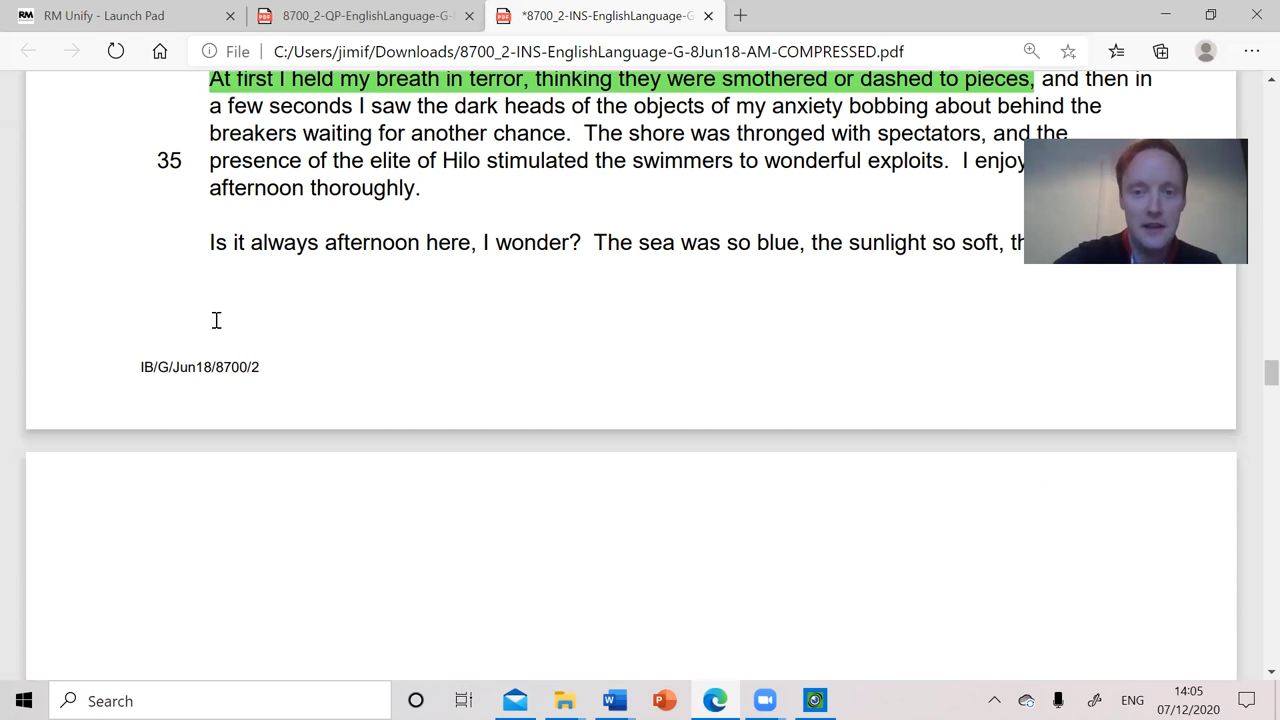 RM Unify - Launch Pad
8700_2-QP-EnglishLanguage-G-
*8700_2-INS-EnglishLanguage-G
File
C:/Users/jimif/Downloads/8700_2-INS-EnglishLanguage-G-8Jun18-AM-COMPRESSED.pdf
At first I held my breath in terror, thinking they were smothered or dashed to pieces, and then in
a few seconds I saw the dark heads of the objects of my anxiety bobbing about behind the
breakers waiting for another chance. The shore was thronged with spectators, and the
35 presence of the elite of Hilo stimulated the swimmers to wonderful exploits. I enjoy
afternoon thoroughly.
Is it always afternoon here, I wonder? The sea was so blue, the sunlight so soft, th
IB/G/Jun18/8700/2
Search
ENG
14:05
07/12/2020